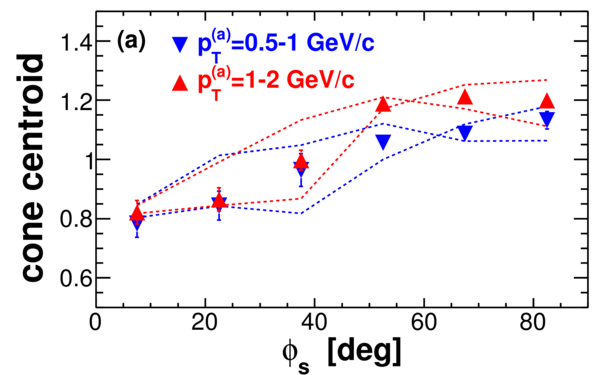 (a)
p_T^(a)=0.5-1 GeV/c
p_T^(a)=1-2 GeV/c
cone centroid
1.4
1.2
1
0.8
0.6
0 20 40 60 80
ϕ_s [deg]